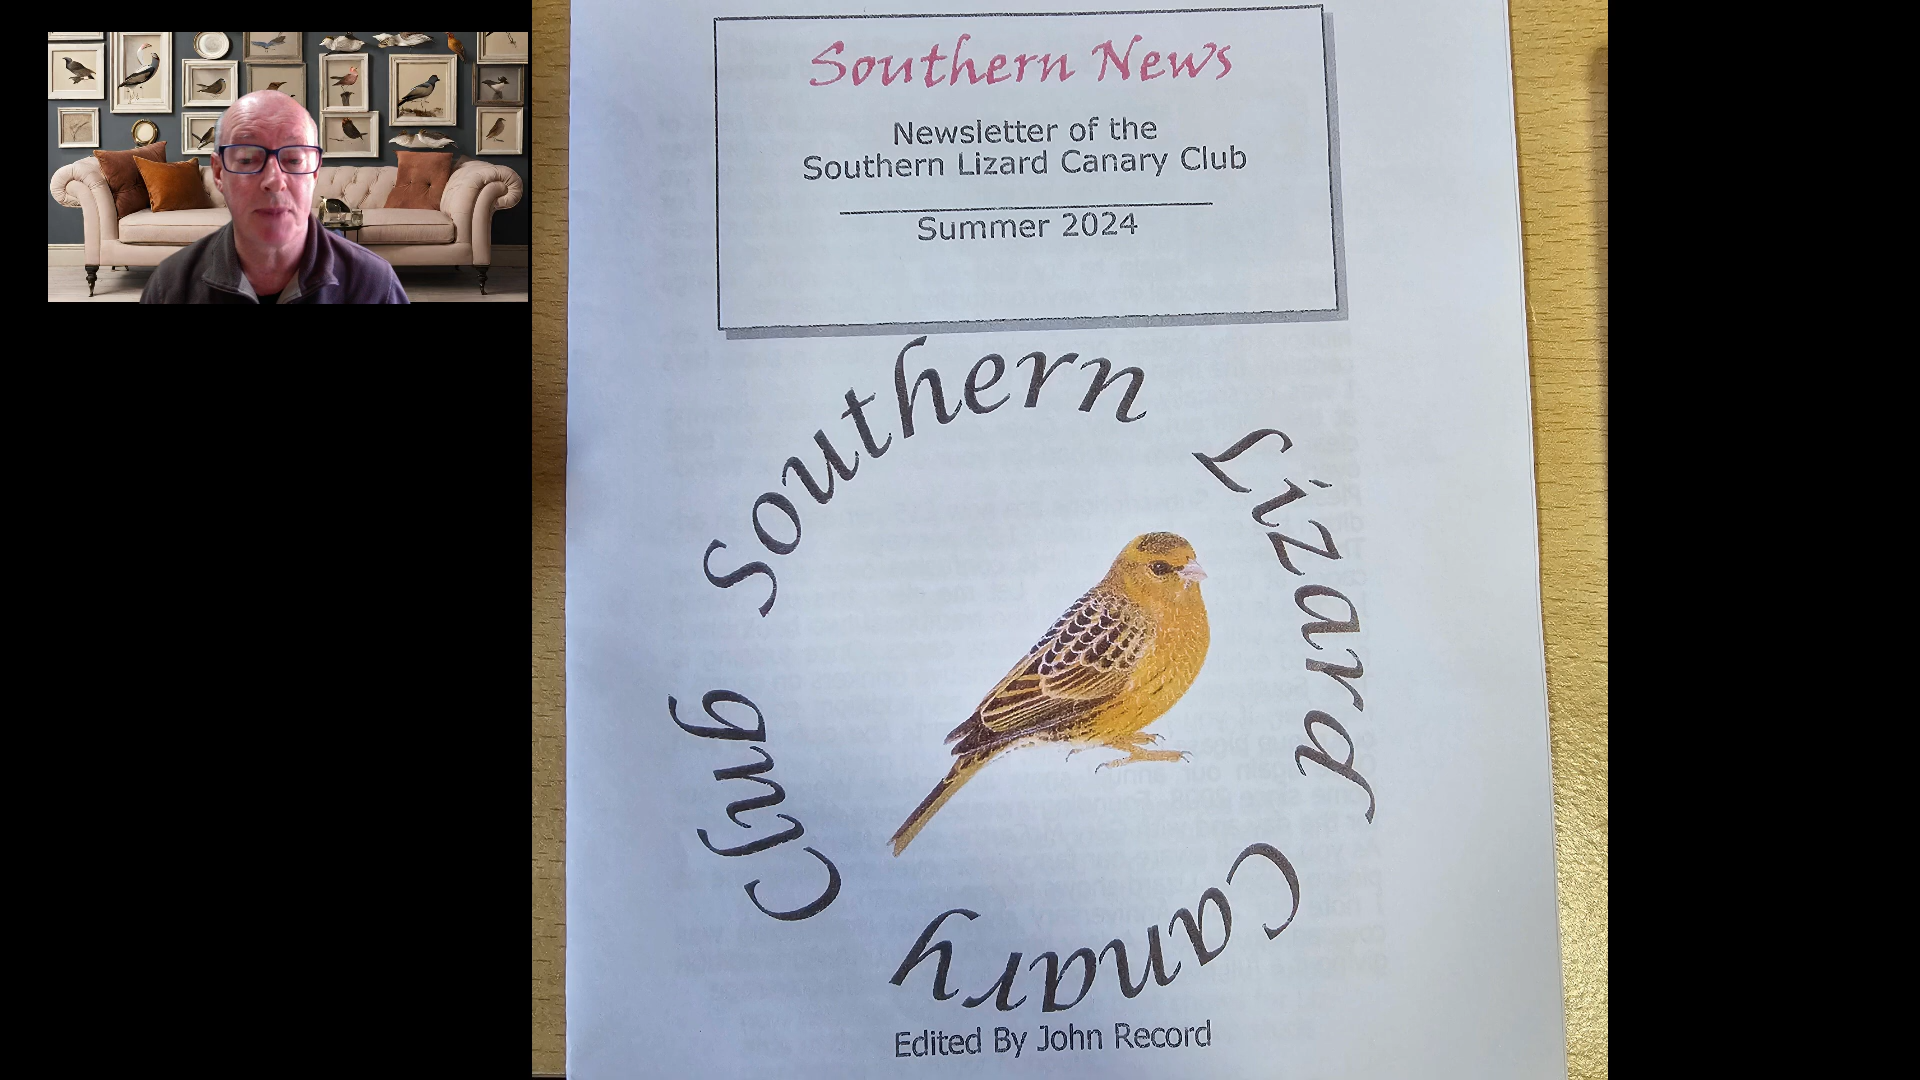 Southern News
Newsletter of the
Southern Lizard Canary Club
Summer 2024
Southern Lizard Canary Club
Edited By John Record